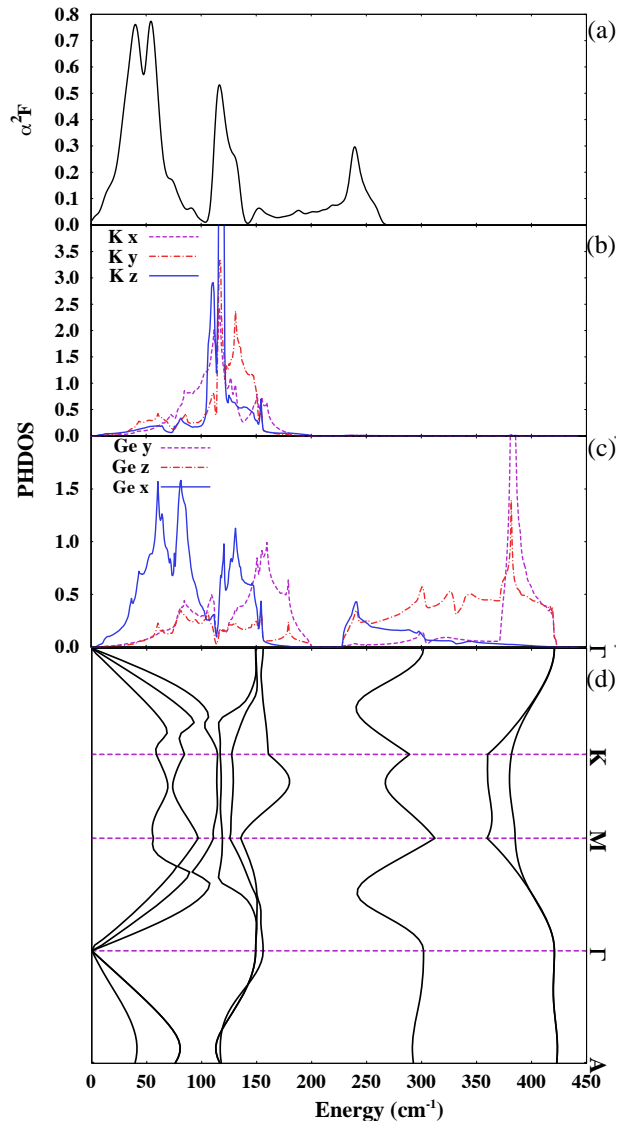 0.8
0.7
0.6
0.5
0.4
0.3
0.2
0.1
0.0
α²F
(a)
3.5
3.0
2.5
2.0
1.5
1.0
0.5
0.0
K x
K y
K z
(b)
PHDOS
1.5
1.0
0.5
0.0
Ge y
Ge z
Ge x
(c)
Γ
(d)
K
M
Γ
A
0 50 100 150 200 250 300 350 400 450
Energy (cm⁻¹)